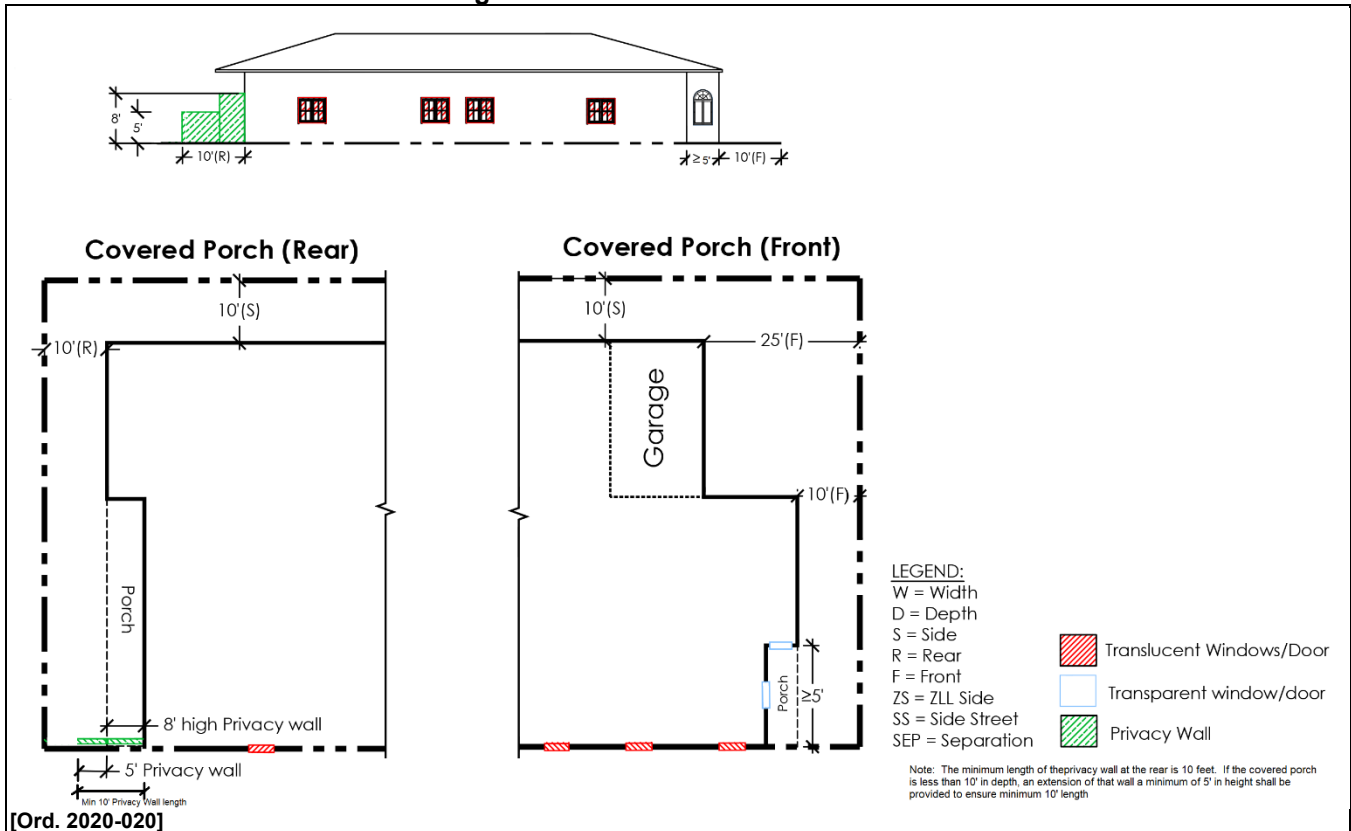 8'
5'
10'(R)
≥5'
10'(F)
Covered Porch (Rear)
Covered Porch (Front)
10'(S)
10'(S)
10'(R)
25'(F)
Garage
10'(F)
Porch
Porch
≥5'
8' high Privacy wall
5' Privacy wall
Min 10' Privacy Wall length
LEGEND:
W = Width
D = Depth
S = Side
R = Rear
F = Front
ZS = ZLL Side
SS = Side Street
SEP = Separation
Translucent Windows/Door
Transparent window/door
Privacy Wall
Note: The minimum length of theprivacy wall at the rear is 10 feet. If the covered porch
is less than 10' in depth, an extension of that wall a minimum of 5' in height shall be
provided to ensure minimum 10' length
[Ord. 2020-020]